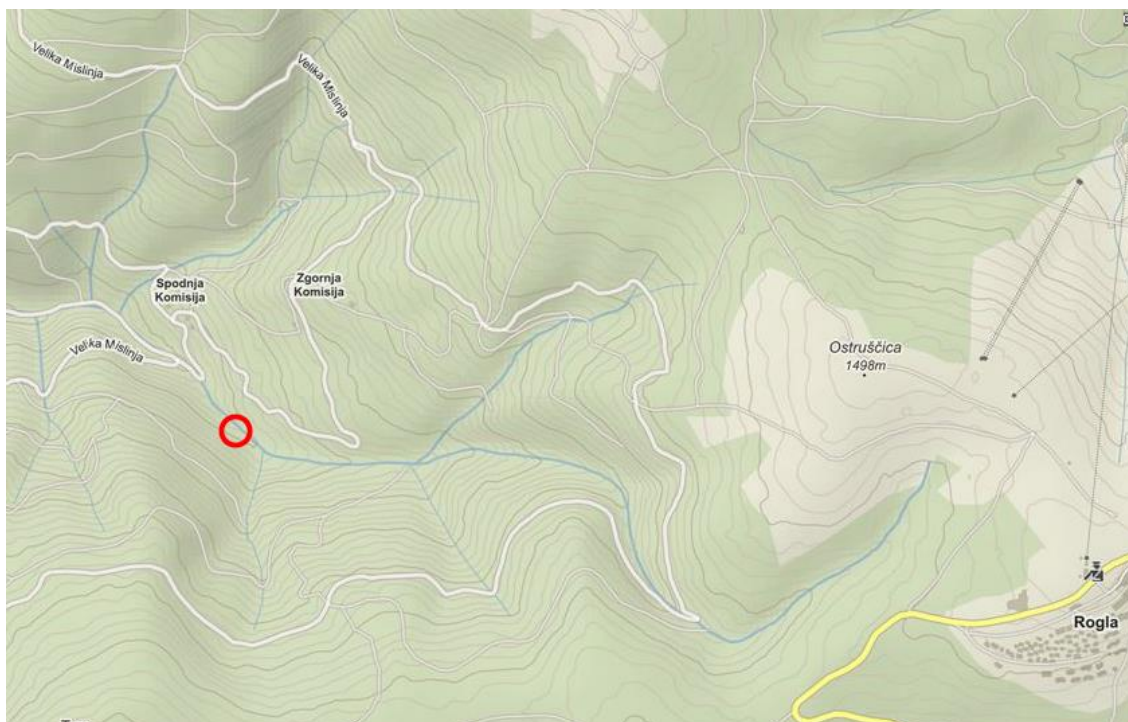 Velika Mislinja
Velika Mislinja
Spodnja
Komisija
Zgornja
Komisija
Velika Mislinja
Ostruščica
1498m
Rogla